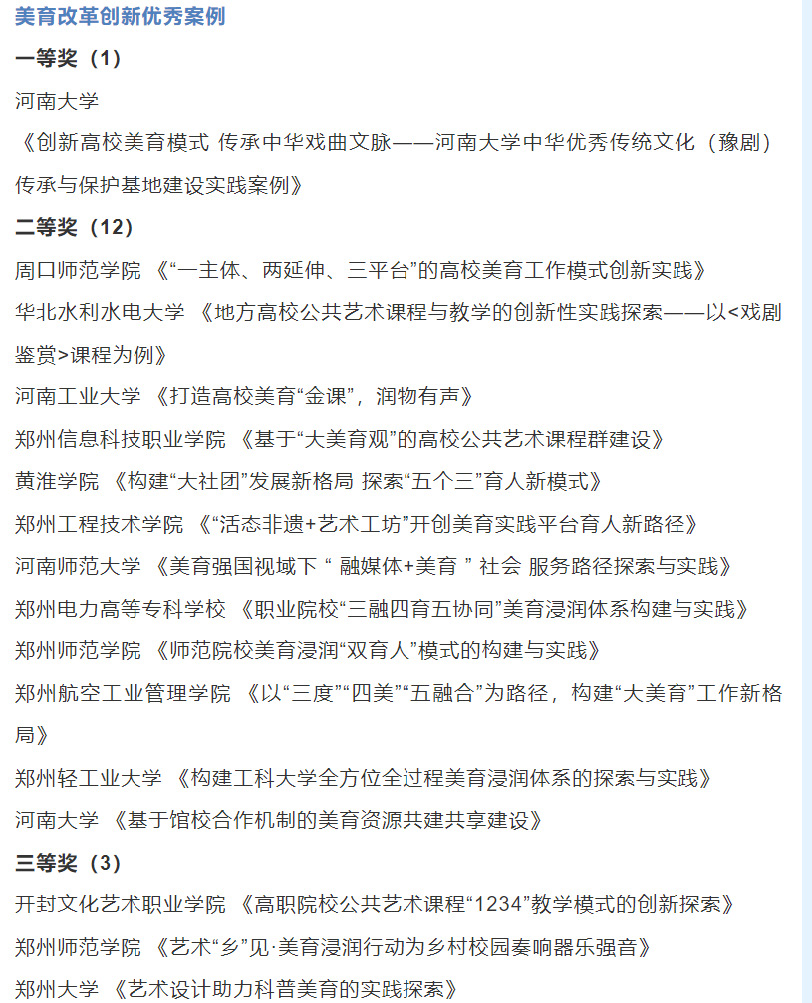 美育改革创新优秀案例
一等奖（1）
河南大学
《创新高校美育模式 传承中华戏曲文脉——河南大学中华优秀传统文化（豫剧）
传承与保护基地建设实践案例》
二等奖（12）
周口师范学院 《“一主体、两延伸、三平台”的高校美育工作模式创新实践》
华北水利水电大学 《地方高校公共艺术课程与教学的创新性实践探索——以<戏剧
鉴赏>课程为例》
河南工业大学 《打造高校美育“金课”，润物有声》
郑州信息科技职业学院 《基于“大美育观”的高校公共艺术课程群建设》
黄淮学院 《构建“大社团”发展新格局 探索“五个三”育人新模式》
郑州工程技术学院 《“活态非遗+艺术工坊”开创美育实践平台育人新路径》
河南师范大学 《美育强国视域下 “ 融媒体+美育 ” 社会 服务路径探索与实践》
郑州电力高等专科学校 《职业院校“三融四育五协同”美育浸润体系构建与实践》
郑州师范学院 《师范院校美育浸润“双育人”模式的构建与实践》
郑州航空工业管理学院 《以“三度”“四美”“五融合”为路径，构建“大美育”工作新格
局》
郑州轻工业大学 《构建工科大学全方位全过程美育浸润体系的探索与实践》
河南大学 《基于馆校合作机制的美育资源共建共享建设》
三等奖（3）
开封文化艺术职业学院 《高职院校公共艺术课程“1234”教学模式的创新探索》
郑州师范学院 《艺术“乡”见·美育浸润行动为乡村校园奏响器乐强音》
郑州大学 《艺术设计助力科普美育的实践探索》